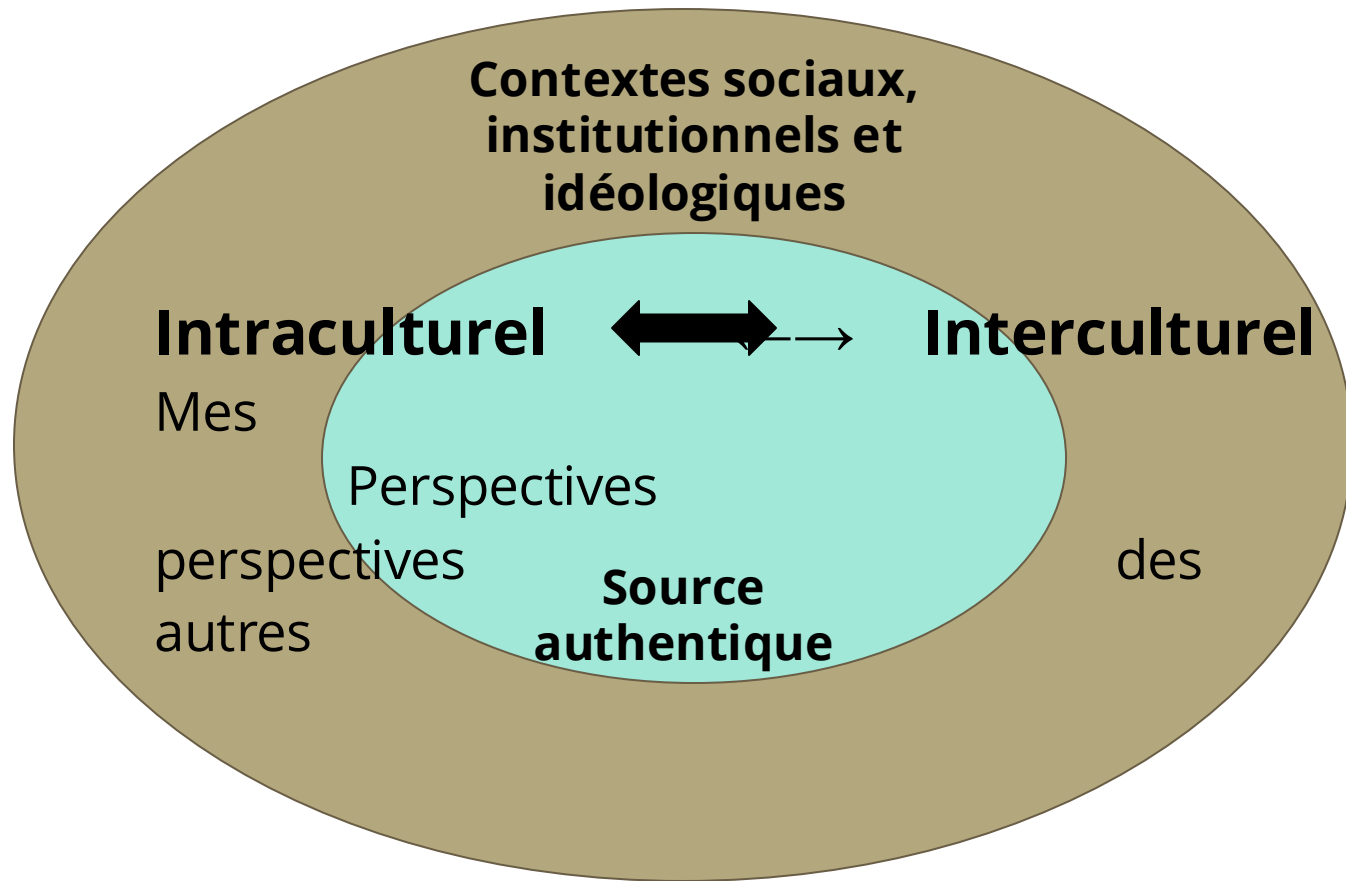 Contextes sociaux,
institutionnels et
idéologiques
Intraculturel ←→ Interculturel
Mes
Perspectives
perspectives des
autres
Source
authentique